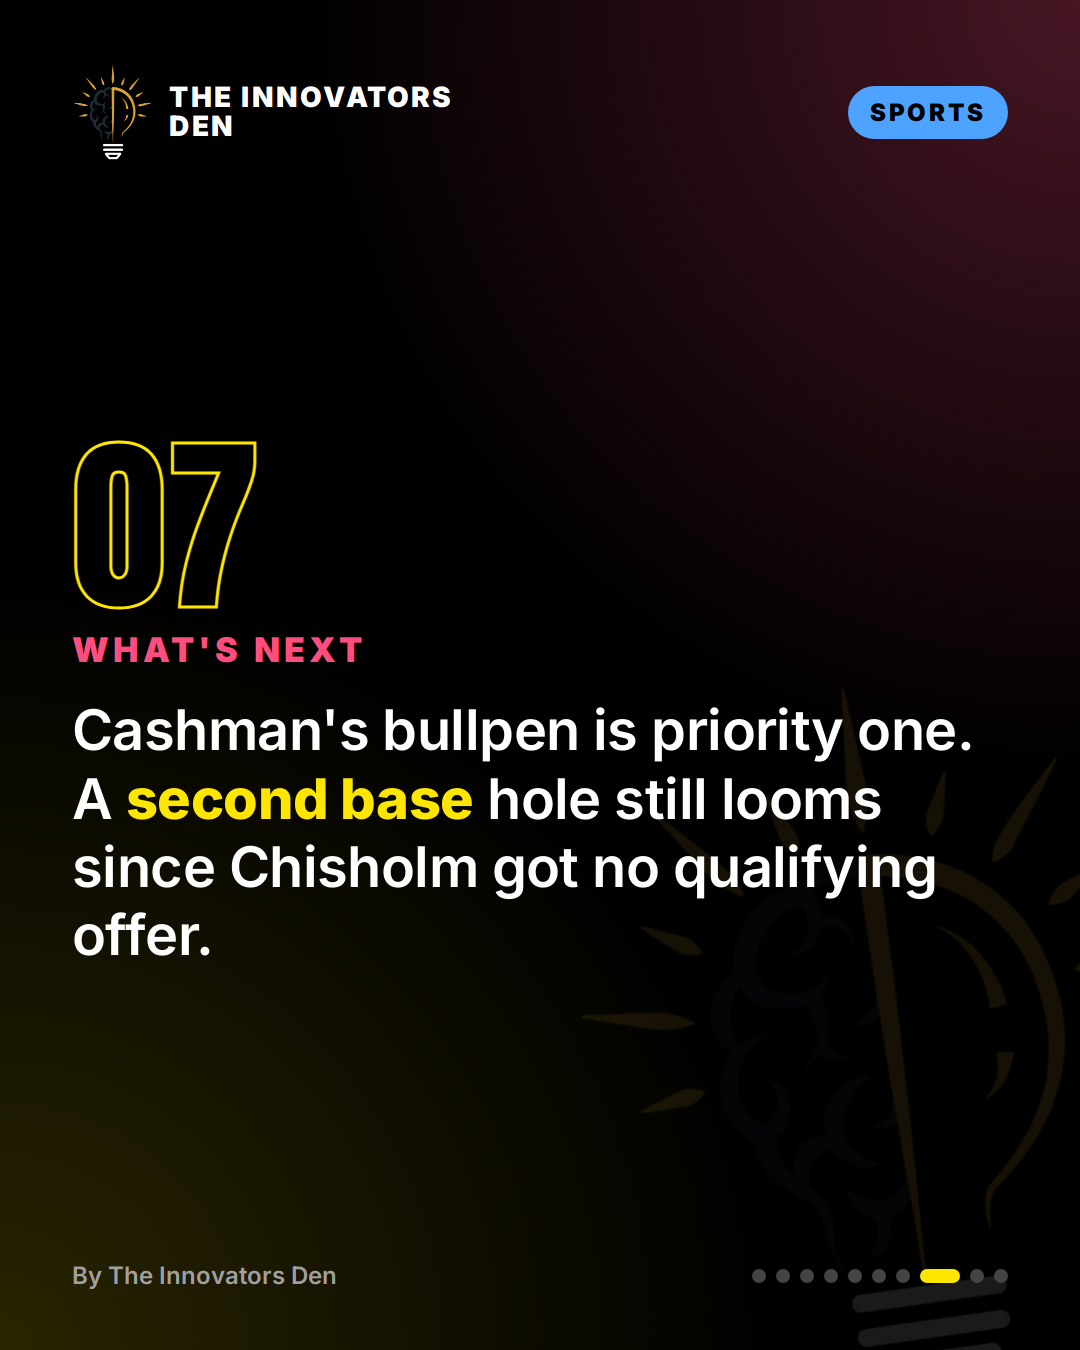 THE INNOVATORS
DEN
SPORTS
07
WHAT'S NEXT
Cashman's bullpen is priority one.
A second base hole still looms
since Chisholm got no qualifying
offer.
By The Innovators Den